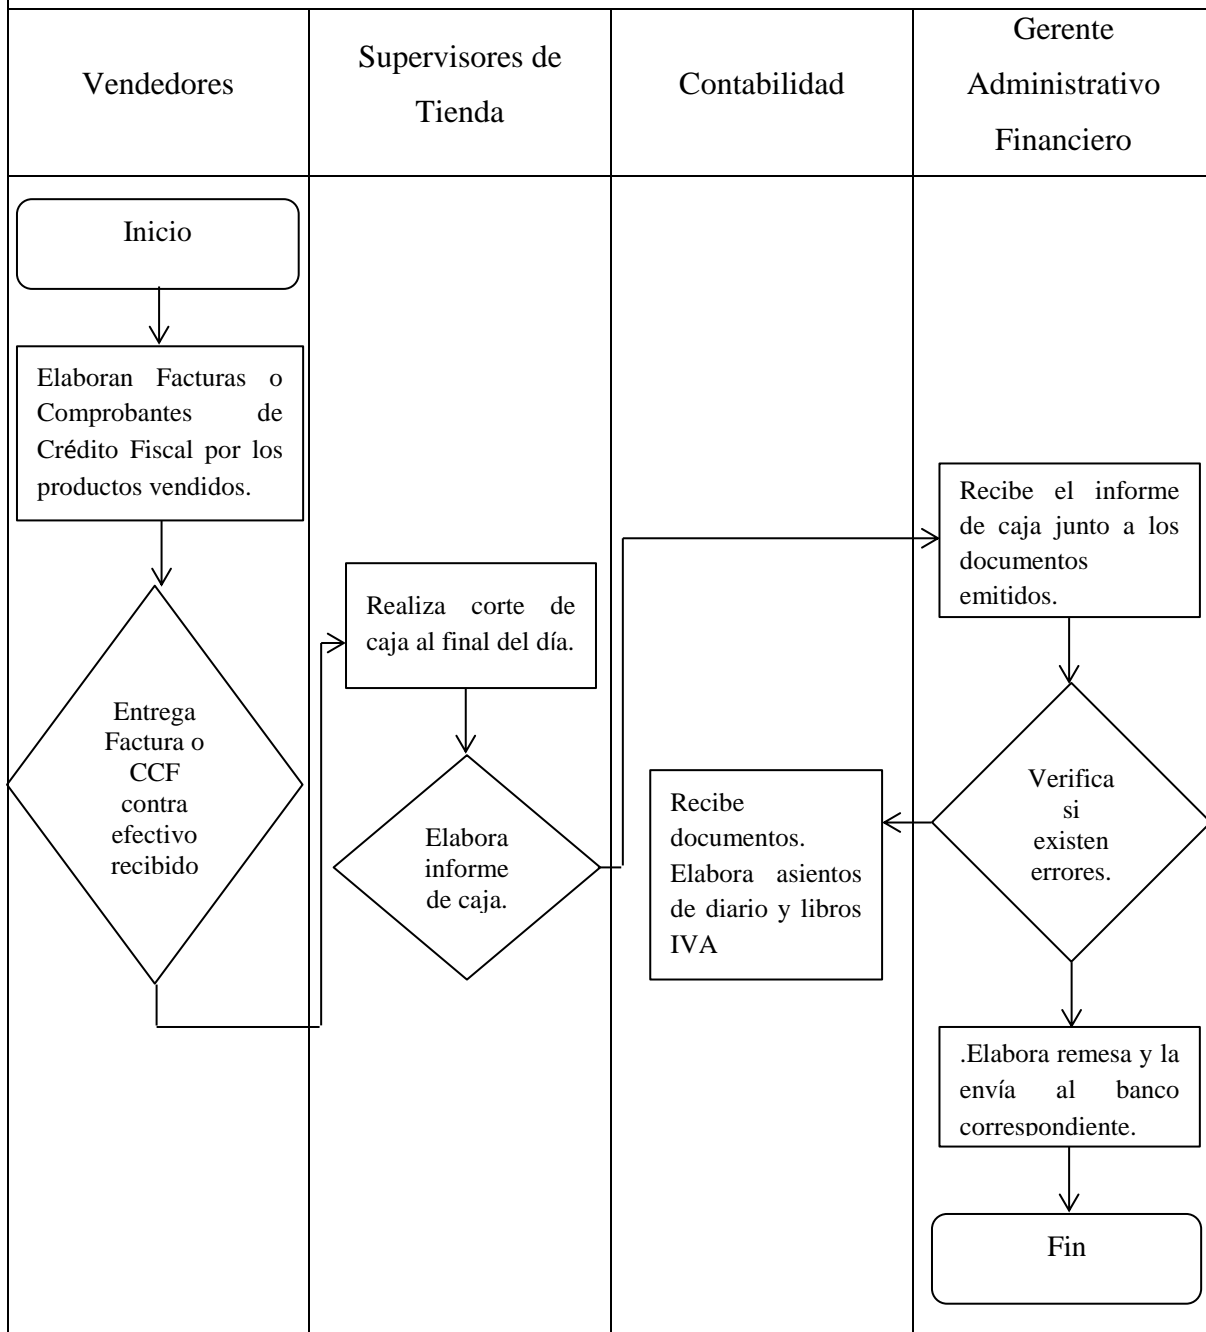 Vendedores
Supervisores de
Tienda
Contabilidad
Gerente
Administrativo
Financiero
Inicio
Elaboran Facturas o
Comprobantes de
Crédito Fiscal por los
productos vendidos.
Entrega
Factura o
CCF
contra
efectivo
recibido
Realiza corte de
caja al final del día.
Elabora
informe
de caja.
Recibe el informe
de caja junto a los
documentos
emitidos.
Verifica
si
existen
errores.
Recibe
documentos.
Elabora asientos
de diario y libros
IVA
.Elabora remesa y la
envía al banco
correspondiente.
Fin